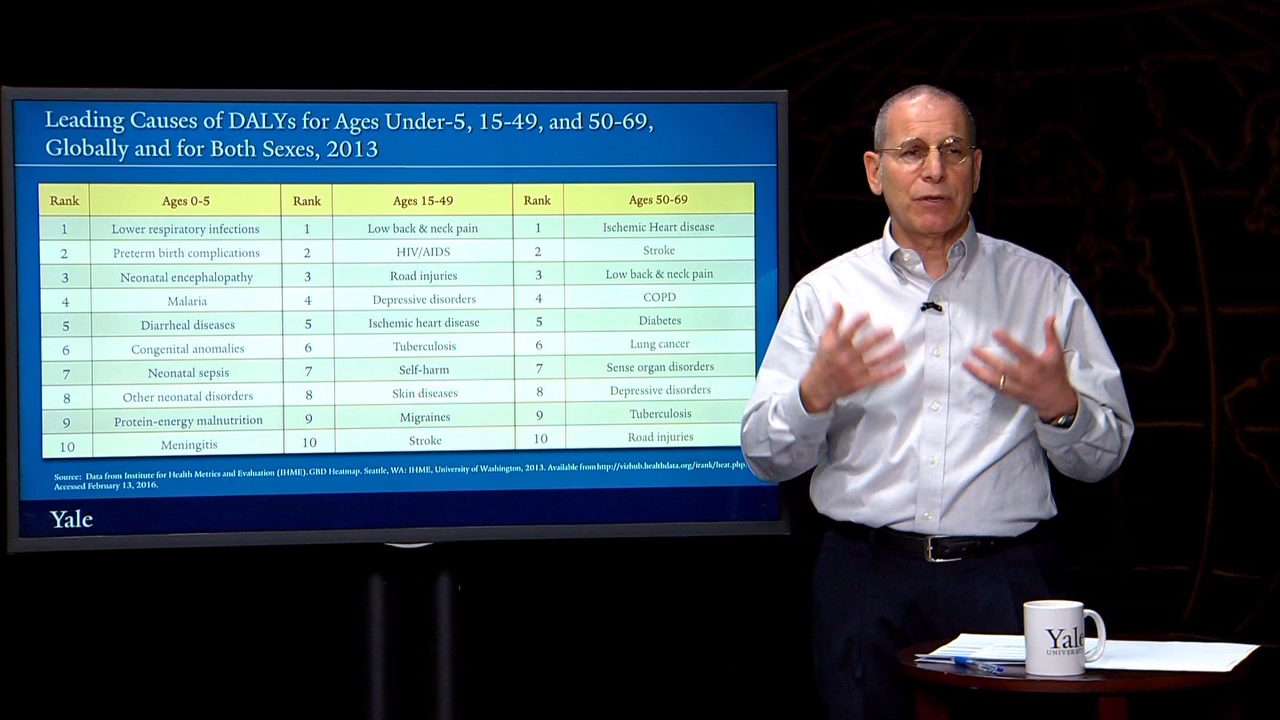 Leading Causes of DALYs for Ages Under-5, 15-49, and 50-69,
Globally and for Both Sexes, 2013
Rank Ages 0-5 Rank Ages 15-49 Rank Ages 50-69
1 Lower respiratory infections 1 Low back & neck pain 1 Ischemic Heart disease
2 Preterm birth complications 2 HIV/AIDS 2 Stroke
3 Neonatal encephalopathy 3 Road injuries 3 Low back & neck pain
4 Malaria 4 Depressive disorders 4 COPD
5 Diarrheal diseases 5 Ischemic heart disease 5 Diabetes
6 Congenital anomalies 6 Tuberculosis 6 Lung cancer
7 Neonatal sepsis 7 Self-harm 7 Sense organ disorders
8 Other neonatal disorders 8 Skin diseases 8 Depressive disorders
9 Protein-energy malnutrition 9 Migraines 9 Tuberculosis
10 Meningitis 10 Stroke 10 Road injuries
Source: Data from Institute for Health Metrics and Evaluation (IHME). GBD Heatmap. Seattle, WA: IHME, University of Washington, 2013. Available from http://vizhub.healthdata.org/irank/heat.php.
Accessed February 13, 2016.
Yale
Yale
UNIVERSITY